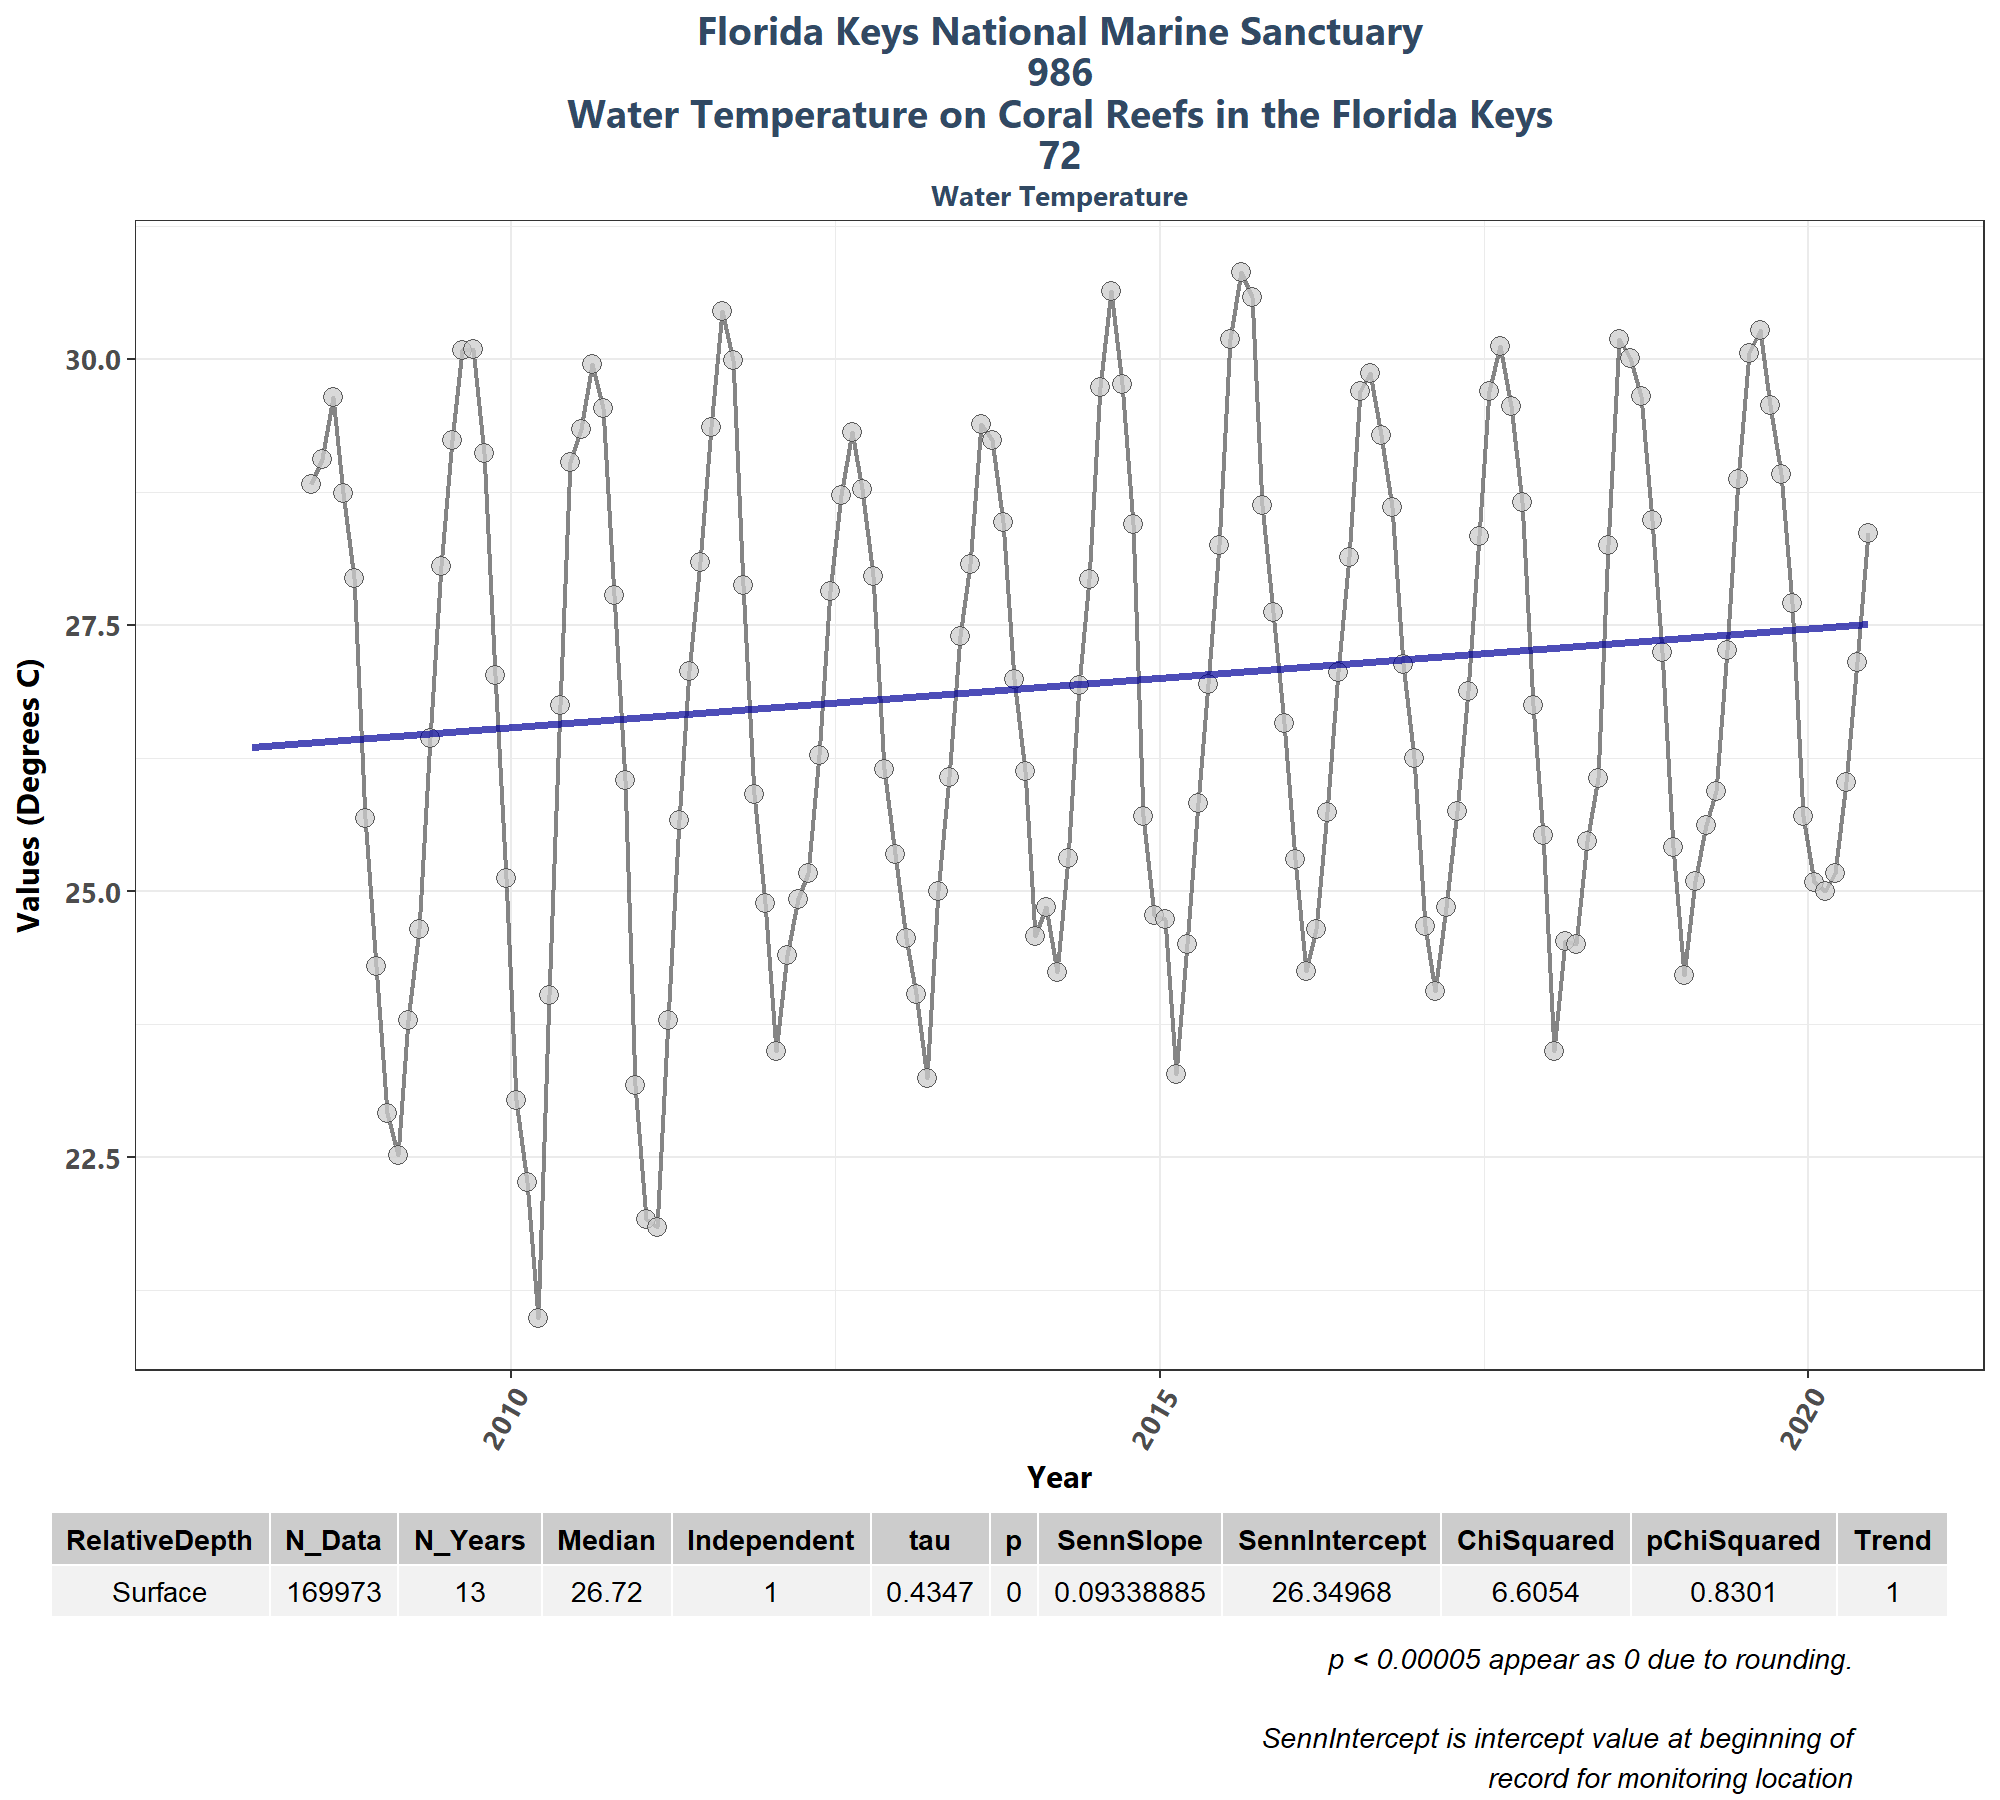 Florida Keys National Marine Sanctuary
986
Water Temperature on Coral Reefs in the Florida Keys
72
Water Temperature
30.0
27.5
25.0
22.5
Values (Degrees C)
2010 2015 2020
Year
RelativeDepth N_Data N_Years Median Independent tau p SennSlope SennIntercept ChiSquared pChiSquared Trend
Surface 169973 13 26.72 1 0.4347 0 0.09338885 26.34968 6.6054 0.8301 1
p < 0.00005 appear as 0 due to rounding.
SennIntercept is intercept value at beginning of
record for monitoring location